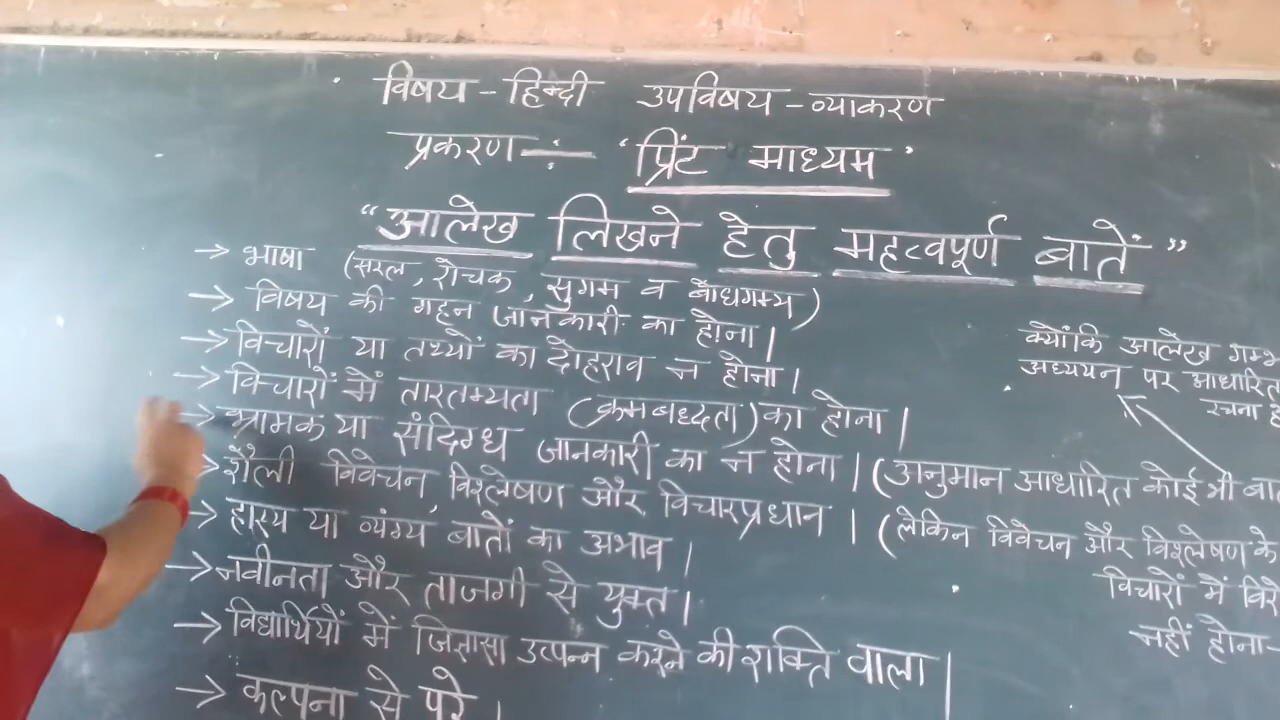 विषय - हिन्दी उपविषय - व्याकरण
प्रकरण ÷ ‘प्रिंट माध्यम’
“आलेख लिखने हेतु महत्वपूर्ण बातें”
→ भाषा (सरल, रोचक, सुगम व बोधगम्य)
→ विषय की गहन जानकारी का होना।
→ विचारों या तथ्यों का दोहराव न होना।
→ विचारों में तारतम्यता (क्रमबध्दता) का होना।
→ भ्रामक या संदिग्ध जानकारी का न होना। (अनुमान आधारित कोई भी
→ शैली विवेचन, विश्लेषण और विचारप्रधान। (लेकिन विवेचन और विश्लेषण के
→ हास्य या व्यंग्य बातों का अभाव।
→ नवीनता और ताजगी से युक्त।
→ विद्यार्थियों में जिज्ञासा उत्पन्न करने की शक्ति वाला।
→ कल्पना से परे।
क्योंकि आलेख
अध्ययन पर आधारित
रचना
विचारों में
नहीं होना